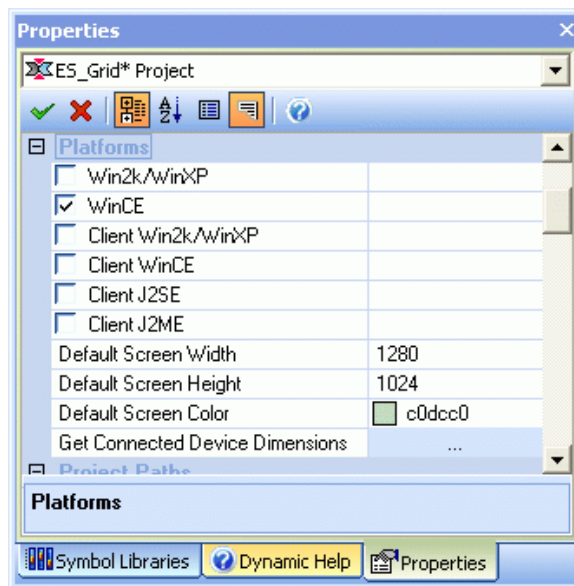 Properties
ES_Grid* Project
Platforms
Win2k/WinXP
WinCE
Client Win2k/WinXP
Client WinCE
Client J2SE
Client J2ME
Default Screen Width 1280
Default Screen Height 1024
Default Screen Color c0dcc0
Get Connected Device Dimensions ...
Project Paths
Platforms
Symbol Libraries Dynamic Help Properties